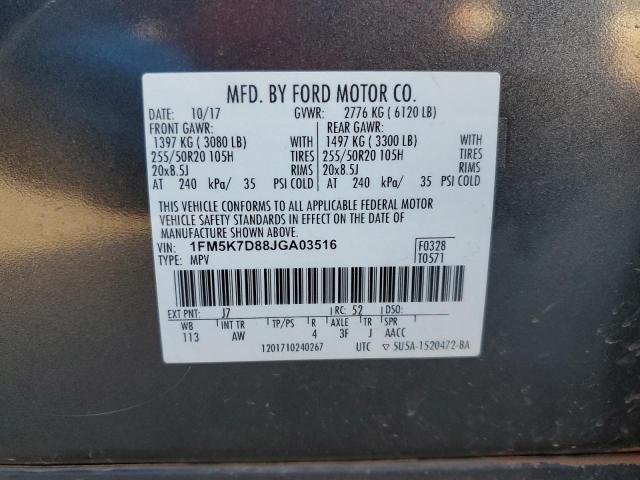 MFD. BY FORD MOTOR CO.
DATE: 10/17 GVWR: 2776 KG ( 6120 LB)
FRONT GAWR: REAR GAWR:
1397 KG ( 3080 LB) WITH 1497 KG ( 3300 LB) WITH
255/50R20 105H TIRES 255/50R20 105H TIRES
20x8.5J RIMS 20x8.5J RIMS
AT 240 kPa/ 35 PSI COLD AT 240 kPa/ 35 PSI COLD
THIS VEHICLE CONFORMS TO ALL APPLICABLE FEDERAL MOTOR
VEHICLE SAFETY STANDARDS IN EFFECT ON THE DATE OF
MANUFACTURE SHOWN ABOVE.
VIN: 1FM5K7D88JGA03516 F0328
TYPE: MPV T0571
EXT PNT: J7 RC: 52 DSO:
WB INT TR TP/PS R AXLE TR SPR
113 AW 4 3F J AACC
1201710240267 UTC ▽ 5U5A-1520472-BA